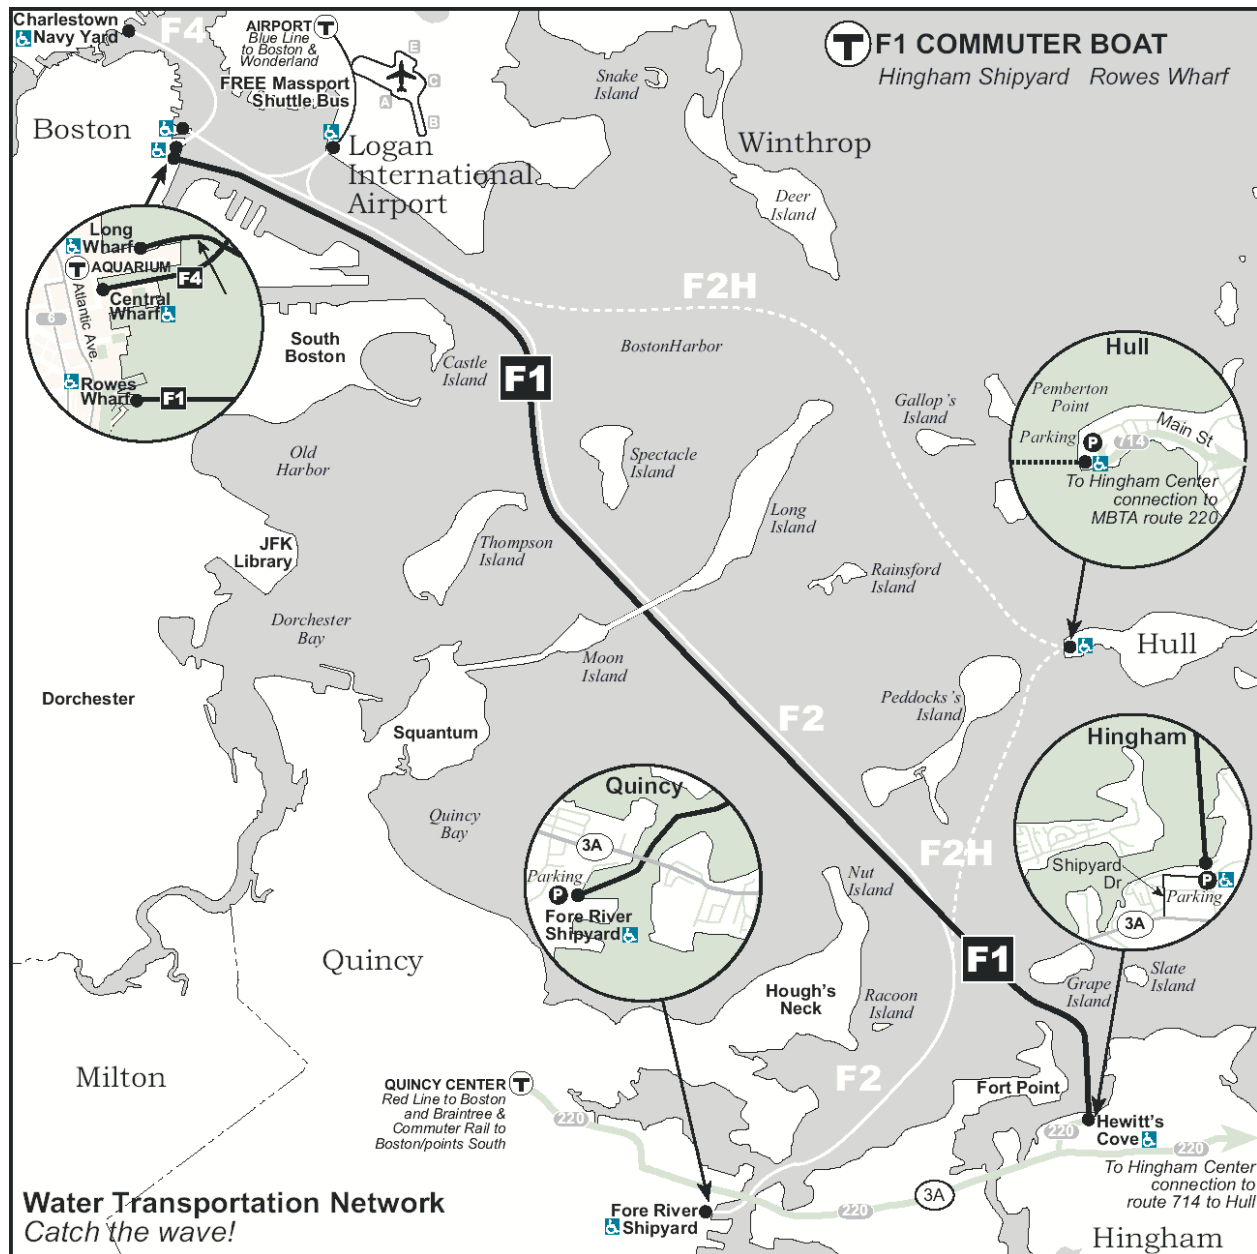 Charlestown
Navy Yard
F4
AIRPORT
Blue Line
to Boston &
Wonderland
T
FREE Massport
Shuttle Bus
E
C
A
B
T
F1 COMMUTER BOAT
Hingham Shipyard Rowes Wharf
Snake
Island
Boston
Logan
International
Airport
Winthrop
Deer
Island
Long
Wharf
T
AQUARIUM
F4
Central
Wharf
Atlantic Ave.
6
Rowes
Wharf
F1
South
Boston
Castle
Island
F1
F2H
BostonHarbor
Gallop's
Island
Hull
Pemberton
Point
Parking
P
714
Main St
To Hingham Center
connection to
MBTA route 220
Old
Harbor
Spectacle
Island
Long
Island
JFK
Library
Thompson
Island
Rainsford
Island
Dorchester
Bay
Moon
Island
Hull
Dorchester
Squantum
Peddocks's
Island
F2
Quincy
3A
Parking
P
Fore River
Shipyard
Quincy
Bay
Hingham
Shipyard
Dr
P
Parking
3A
F2H
Nut
Island
Quincy
F1
Hough's
Neck
Racoon
Island
Grape
Island
Slate
Island
Milton
QUINCY CENTER
T
Red Line to Boston
and Braintree &
Commuter Rail to
Boston/points South
220
F2
Fort Point
220
Hewitt's
Cove
220
To Hingham Center
connection to
route 714 to Hull
3A
220
Fore River
Shipyard
Water Transportation Network
Catch the wave!
Hingham